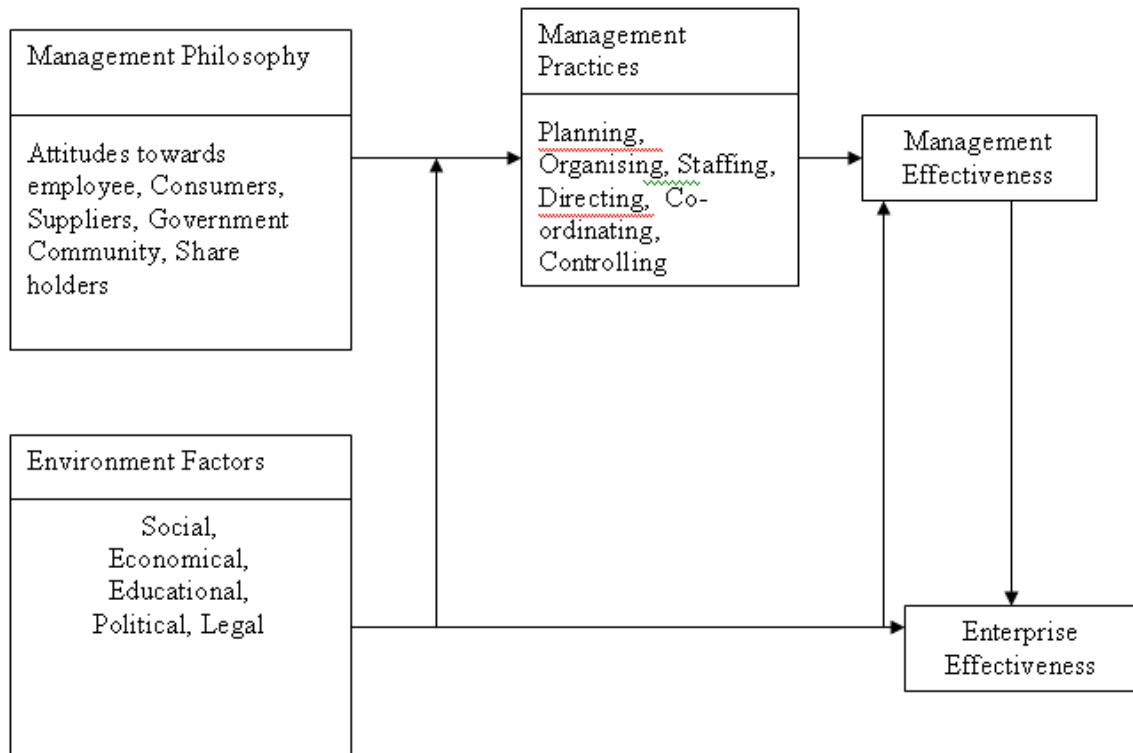 Management Philosophy
Attitudes towards
employee, Consumers,
Suppliers, Government
Community, Share
holders
Management
Practices
Planning,
Organising, Staffing,
Directing, Co-
ordinating,
Controlling
Management
Effectiveness
Environment Factors
Social,
Economical,
Educational,
Political, Legal
Enterprise
Effectiveness